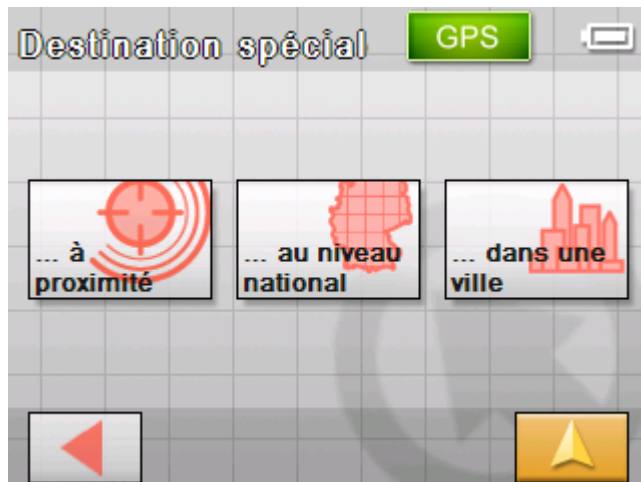 Destination spécial
GPS
... à
proximité
... au niveau
national
... dans une
ville